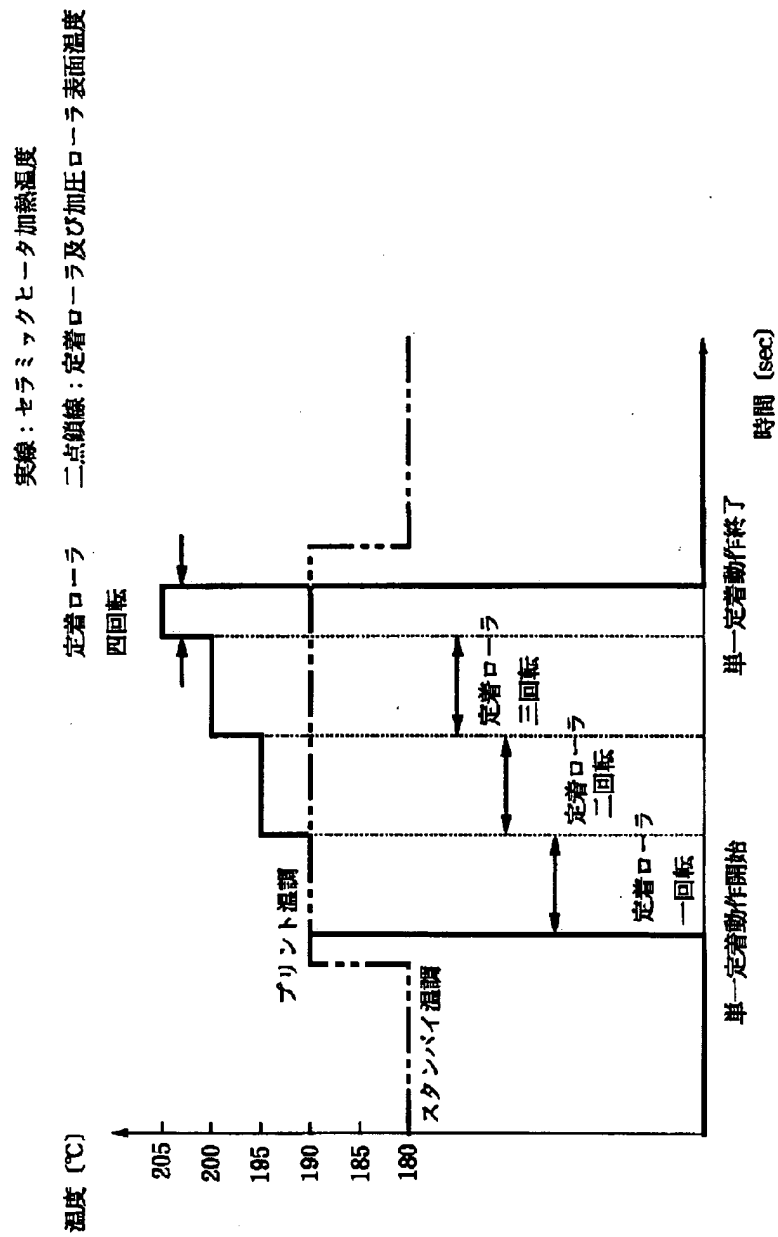 実線：セラミックヒータ加熱温度
二点鎖線：定着ローラ及び加圧ローラ表面温度
温度 (℃)
205
200
195
190
185
180
定着ローラ
四回転
プリント温調
スタンバイ温調
定着ローラ
三回転
定着ローラ
二回転
定着ローラ
一回転
単一定着動作開始
単一定着動作終了
時間 (sec)